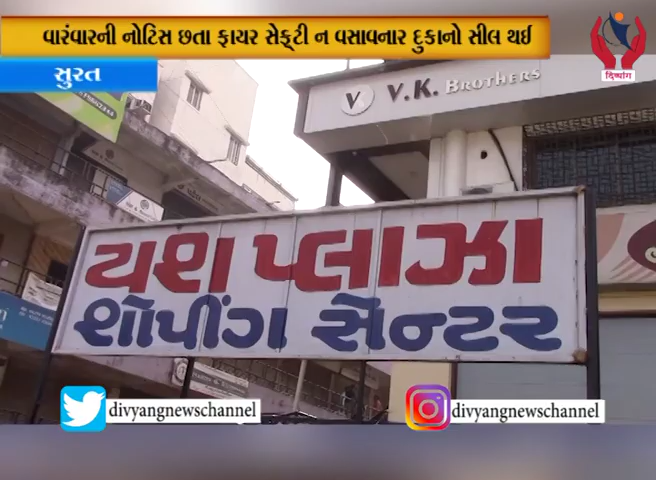 વારંવારની નોટિસ છતા ફાયર સેફ્ટી ન વસાવનાર દુકાનો સીલ થઈ
સુરત
दिव्यांग
V V.K. BROTHERS
યશ પ્લાઝા
શોપીંગ સેન્ટર
divyangnewschannel
divyangnewschannel